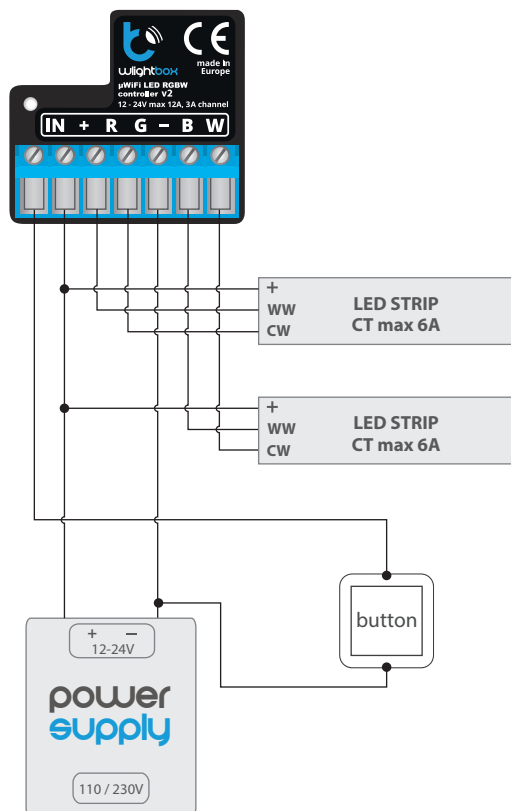 CE
wlightbox
made in
Europe
µWiFi LED RGBW
controller v2
12 - 24V max 12A, 3A channel
IN + R G − B W
+
WW
CW
LED STRIP
CT max 6A
+
WW
CW
LED STRIP
CT max 6A
button
+ −
12-24V
power
supply
110 / 230V